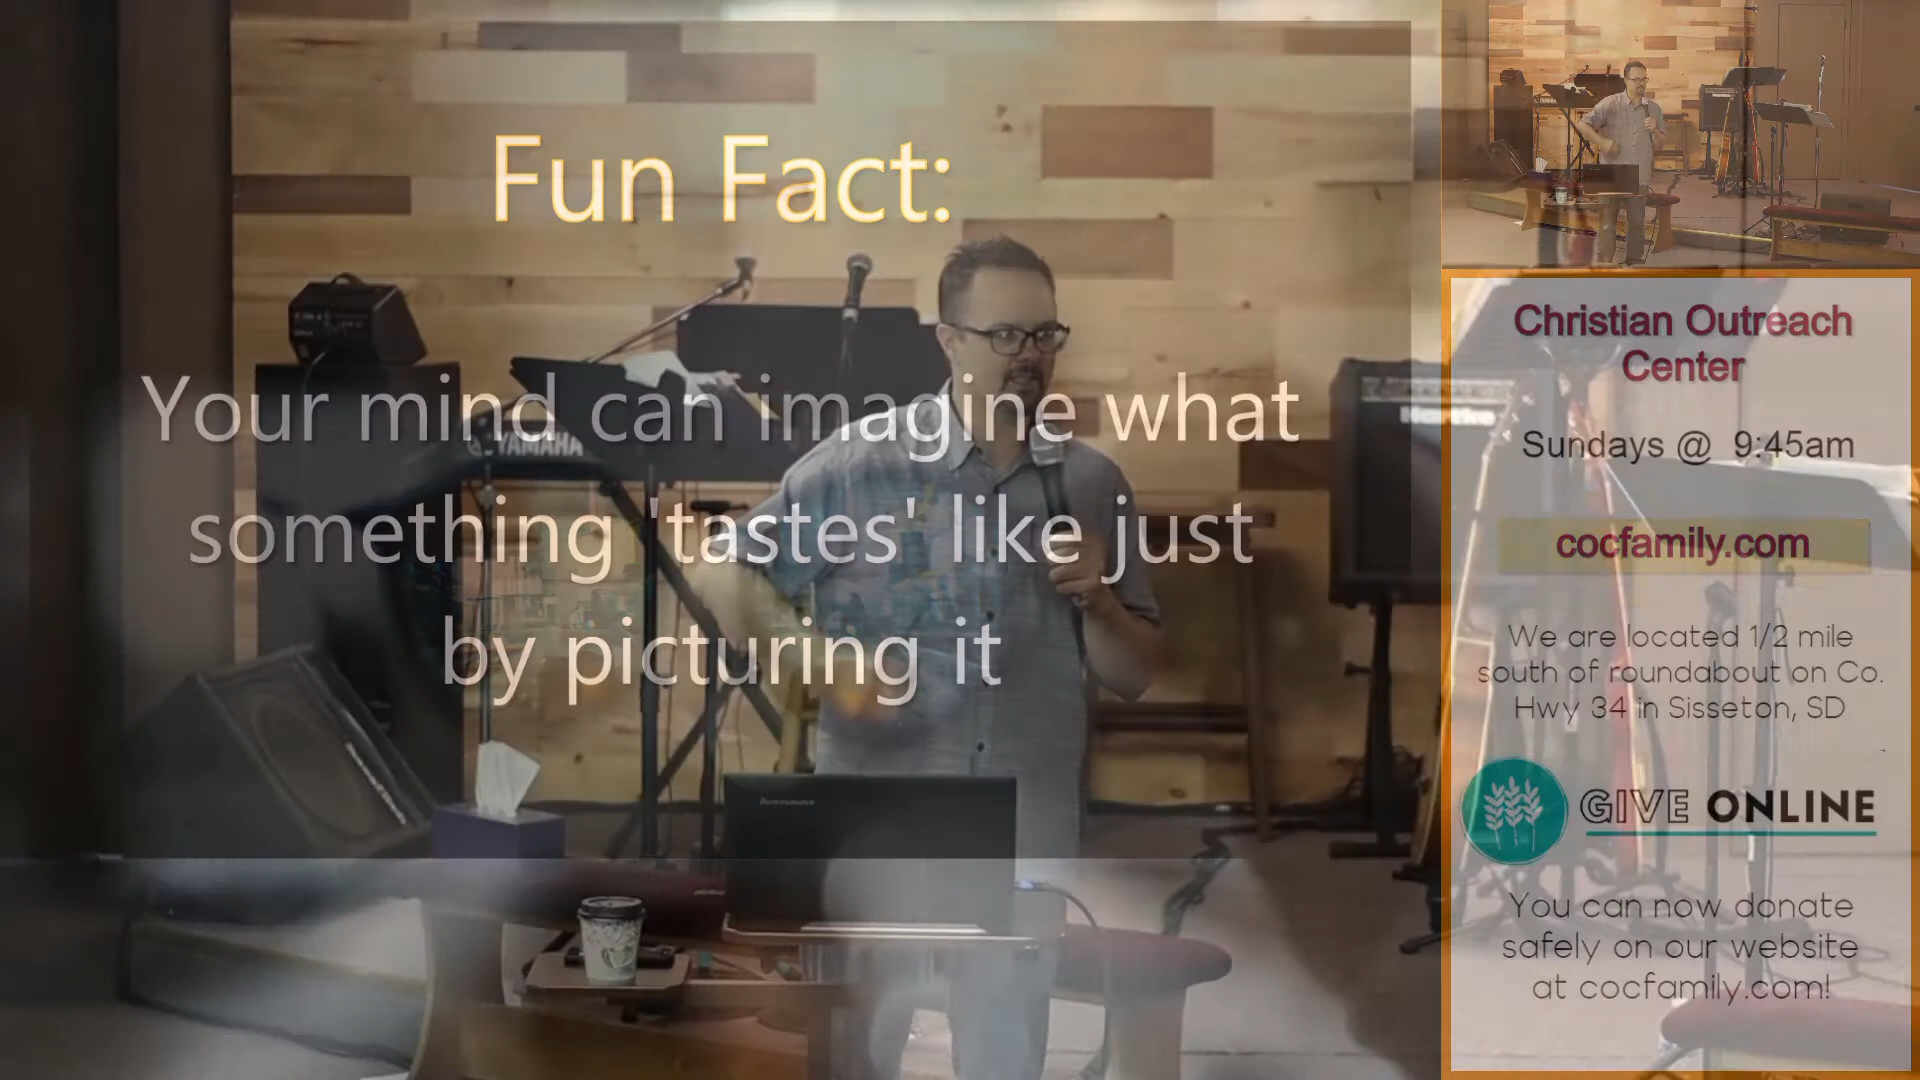 Fun Fact:
Your mind can imagine what
something 'tastes' like just
by picturing it
YAMAHA
Hartke
lenovo
Christian Outreach
Center
Sundays @ 9:45am
cocfamily.com
We are located 1/2 mile
south of roundabout on Co.
Hwy 34 in Sisseton, SD
GIVE ONLINE
You can now donate
safely on our website
at cocfamily.com!